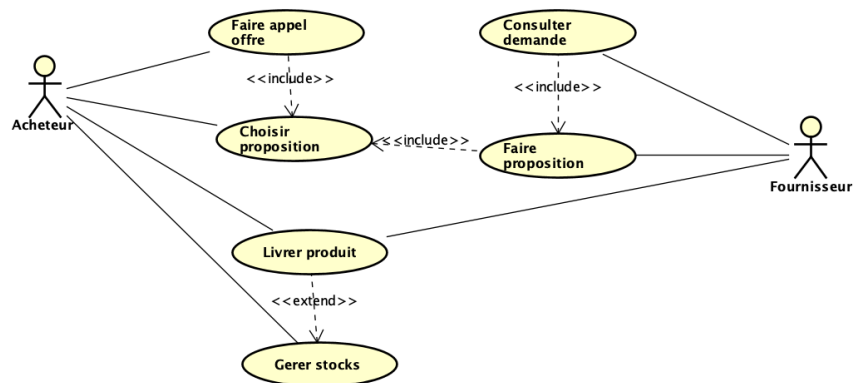 Faire appel
offre
Consulter
demande
<<include>>
<<include>>
Acheteur
Choisir
proposition
<<include>>
Faire
proposition
Fournisseur
Livrer produit
<<extend>>
Gerer stocks